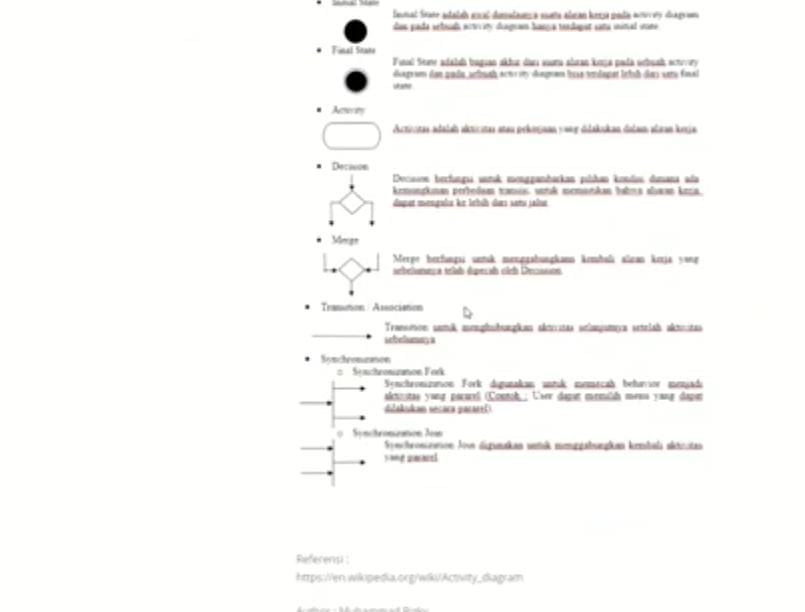 Initial State
Initial State adalah awal dimulainya suatu aliran kerja pada activity diagram
dan pada sebuah activity diagram hanya terdapat satu initial state.
Final State
Final State adalah bagian akhir dari suatu aliran kerja pada sebuah activity
diagram dan pada sebuah activity diagram bisa terdapat lebih dari satu final
state.
Activity
Activitas adalah aktivitas atau pekerjaan yang dilakukan dalam aliran kerja.
Decision
Decision berfungsi untuk menggambarkan pilihan kondisi dimana ada
kemungkinan perbedaan transisi, untuk memastikan bahwa aliran kerja
dapat mengalir ke lebih dari satu jalur.
Merge
Merge berfungsi untuk menggabungkan kembali aliran kerja yang
sebelumnya telah dipecah oleh Decision.
Transition / Association
Transition untuk menghubungkan aktivitas selanjutnya setelah aktivitas
sebelumnya
Synchronization
Synchronization Fork
Synchronization Fork digunakan untuk memecah behavior menjadi
aktivitas yang pararel (Contoh : User dapat memilih menu yang dapat
dilakukan secara pararel).
Synchronization Join
Synchronization Join digunakan untuk menggabungkan kembali aktivitas
yang pararel.
Referensi :
https://en.wikipedia.org/wiki/Activity_diagram
Author : Muhammad Rizky